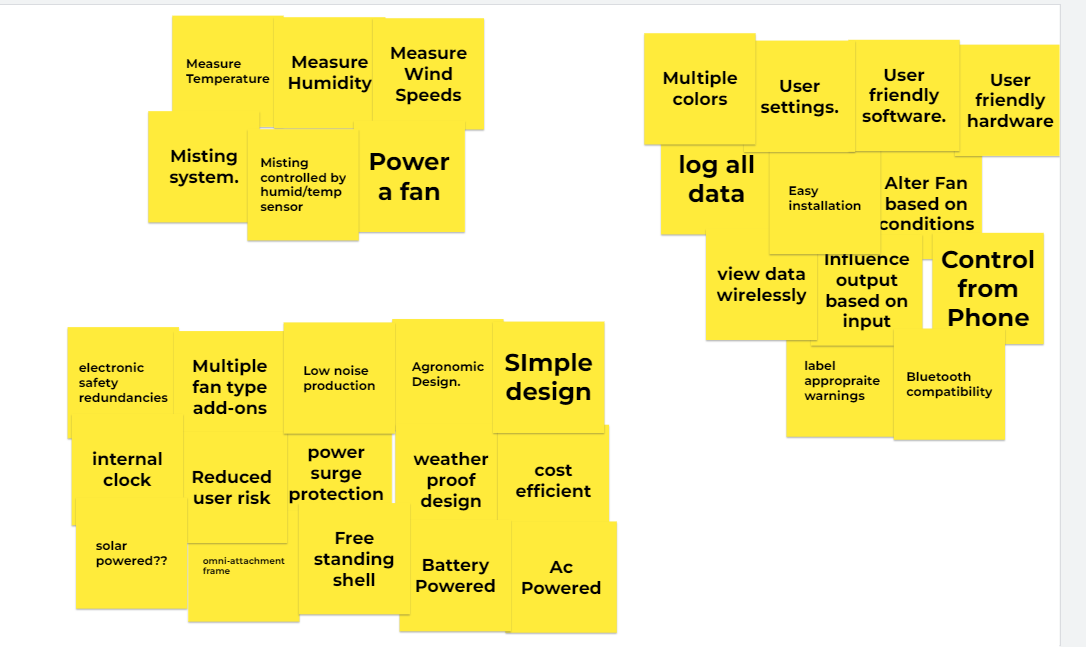 Measure
Temperature
Measure
Humidity
Measure
Wind
Speeds
Misting
system.
Misting
controlled by
humid/temp
sensor
Power
a fan
Multiple
colors
User
settings.
User
friendly
software.
User
friendly
hardware
log all
data
Easy
installation
Alter Fan
based on
conditions
view data
wirelessly
Influence
output
based on
input
Control
from
Phone
label
appropraite
warnings
Bluetooth
compatibility
electronic
safety
redundancies
Multiple
fan type
add-ons
Low noise
production
Agronomic
Design.
SImple
design
internal
clock
Reduced
user risk
power
surge
protection
weather
proof
design
cost
efficient
solar
powered??
omni-attachment
frame
Free
standing
shell
Battery
Powered
Ac
Powered